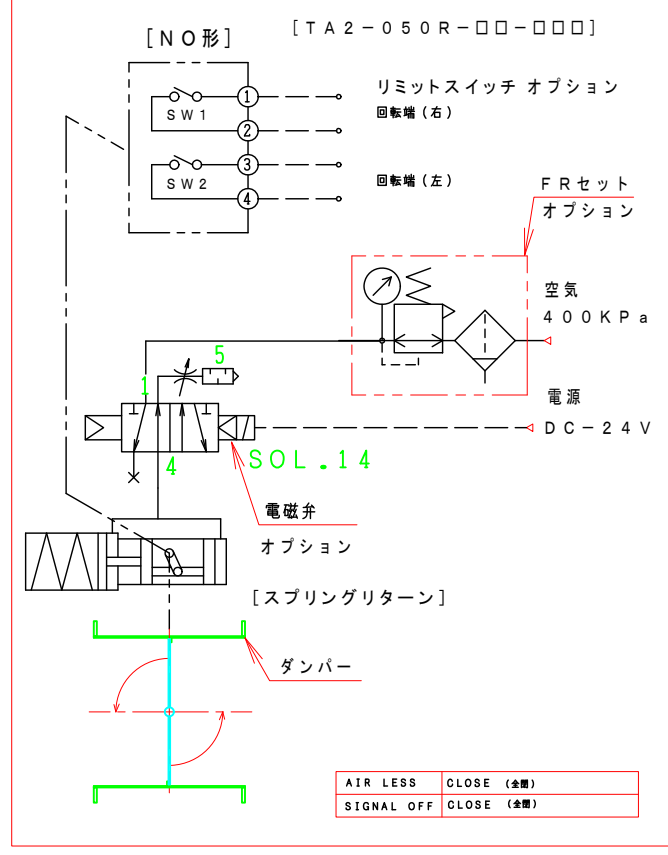 [NO形]
[TA2-050R-□□-□□□]
リミットスイッチ オプション
① 回転端(右)
SW1
②
③ 回転端(左)
SW2
④
FRセット
オプション
空気
400KPa
電源
DC-24V
5
1
4
SOL.14
電磁弁
オプション
[スプリングリターン]
ダンパー
AIR LESS CLOSE (全閉)
SIGNAL OFF CLOSE (全閉)